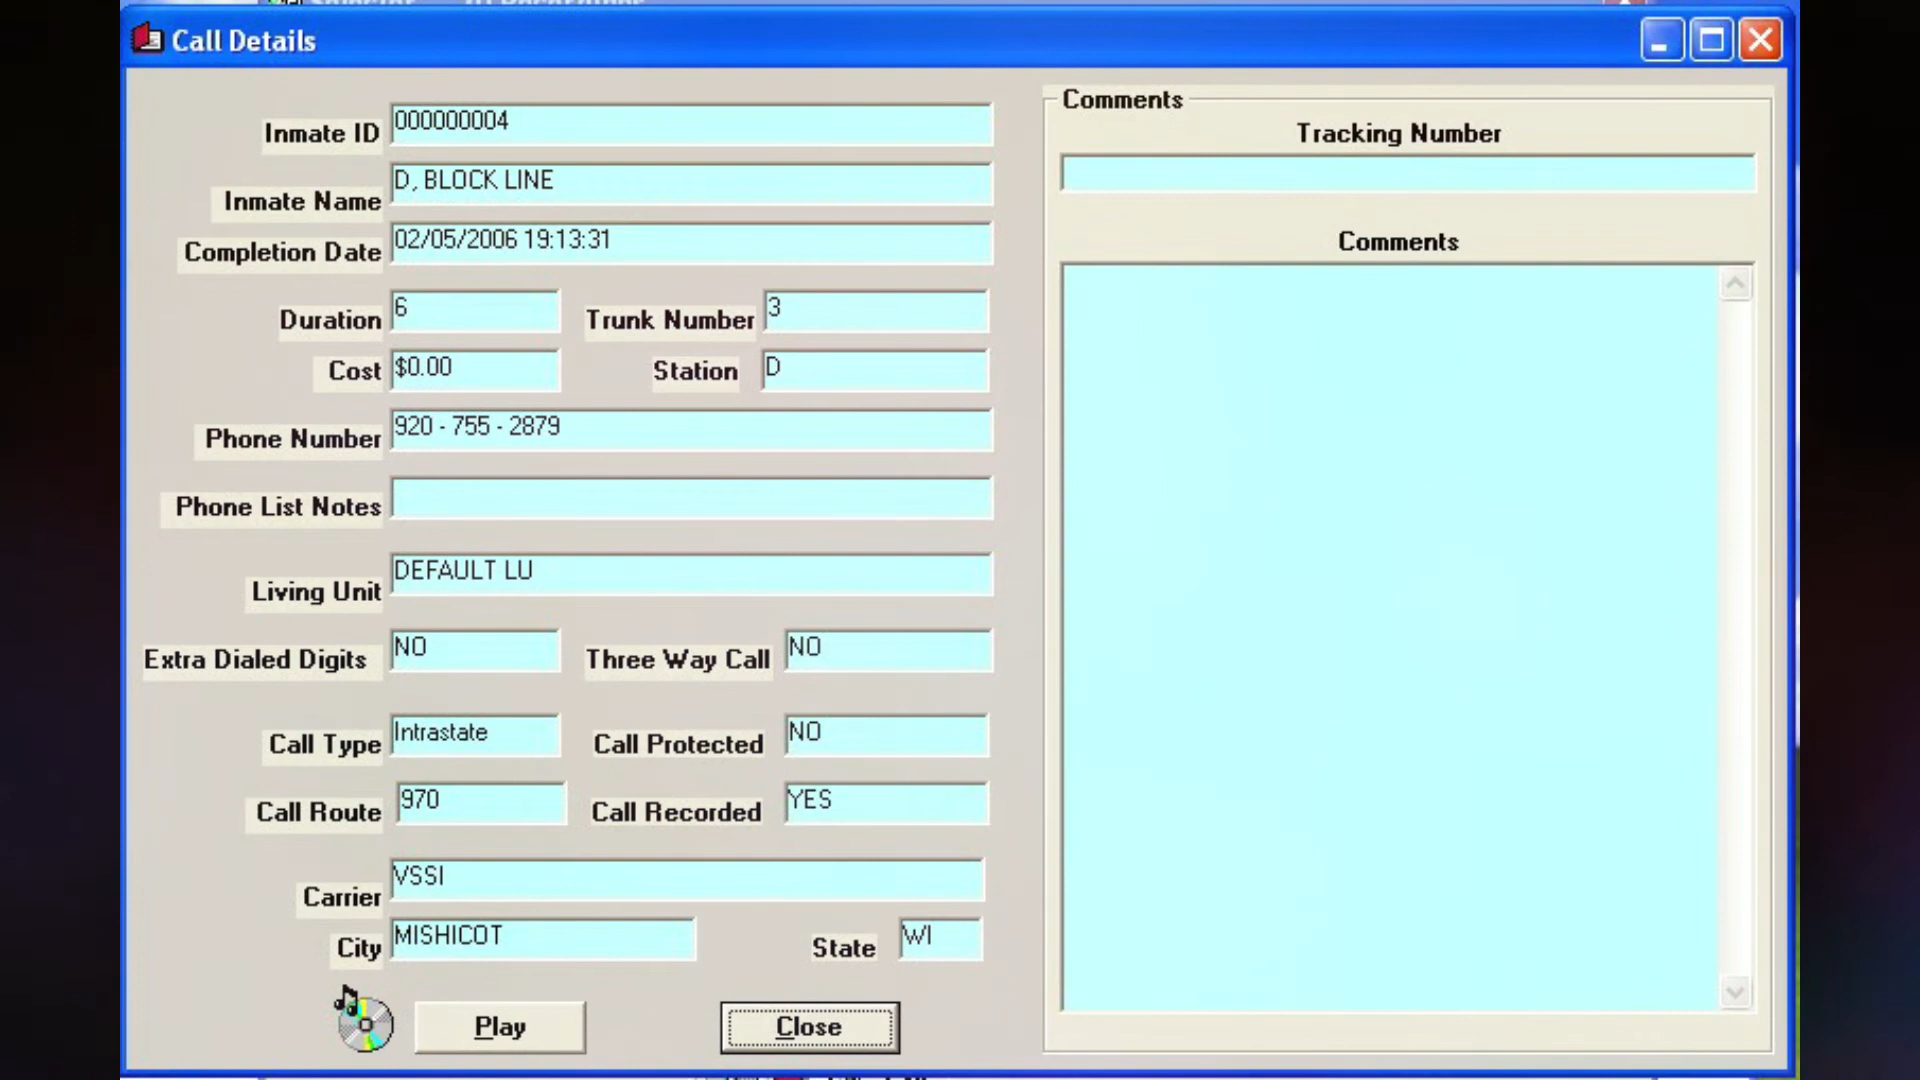 Call Details
Inmate ID 000000004
Inmate Name D, BLOCK LINE
Completion Date 02/05/2006 19:13:31
Duration 6 Trunk Number 3
Cost $0.00 Station D
Phone Number 920 - 755 - 2879
Phone List Notes
Living Unit DEFAULT LU
Extra Dialed Digits NO Three Way Call NO
Call Type Intrastate Call Protected NO
Call Route 970 Call Recorded YES
Carrier VSSI
City MISHICOT State WI
Play Close
Comments
Tracking Number
Comments